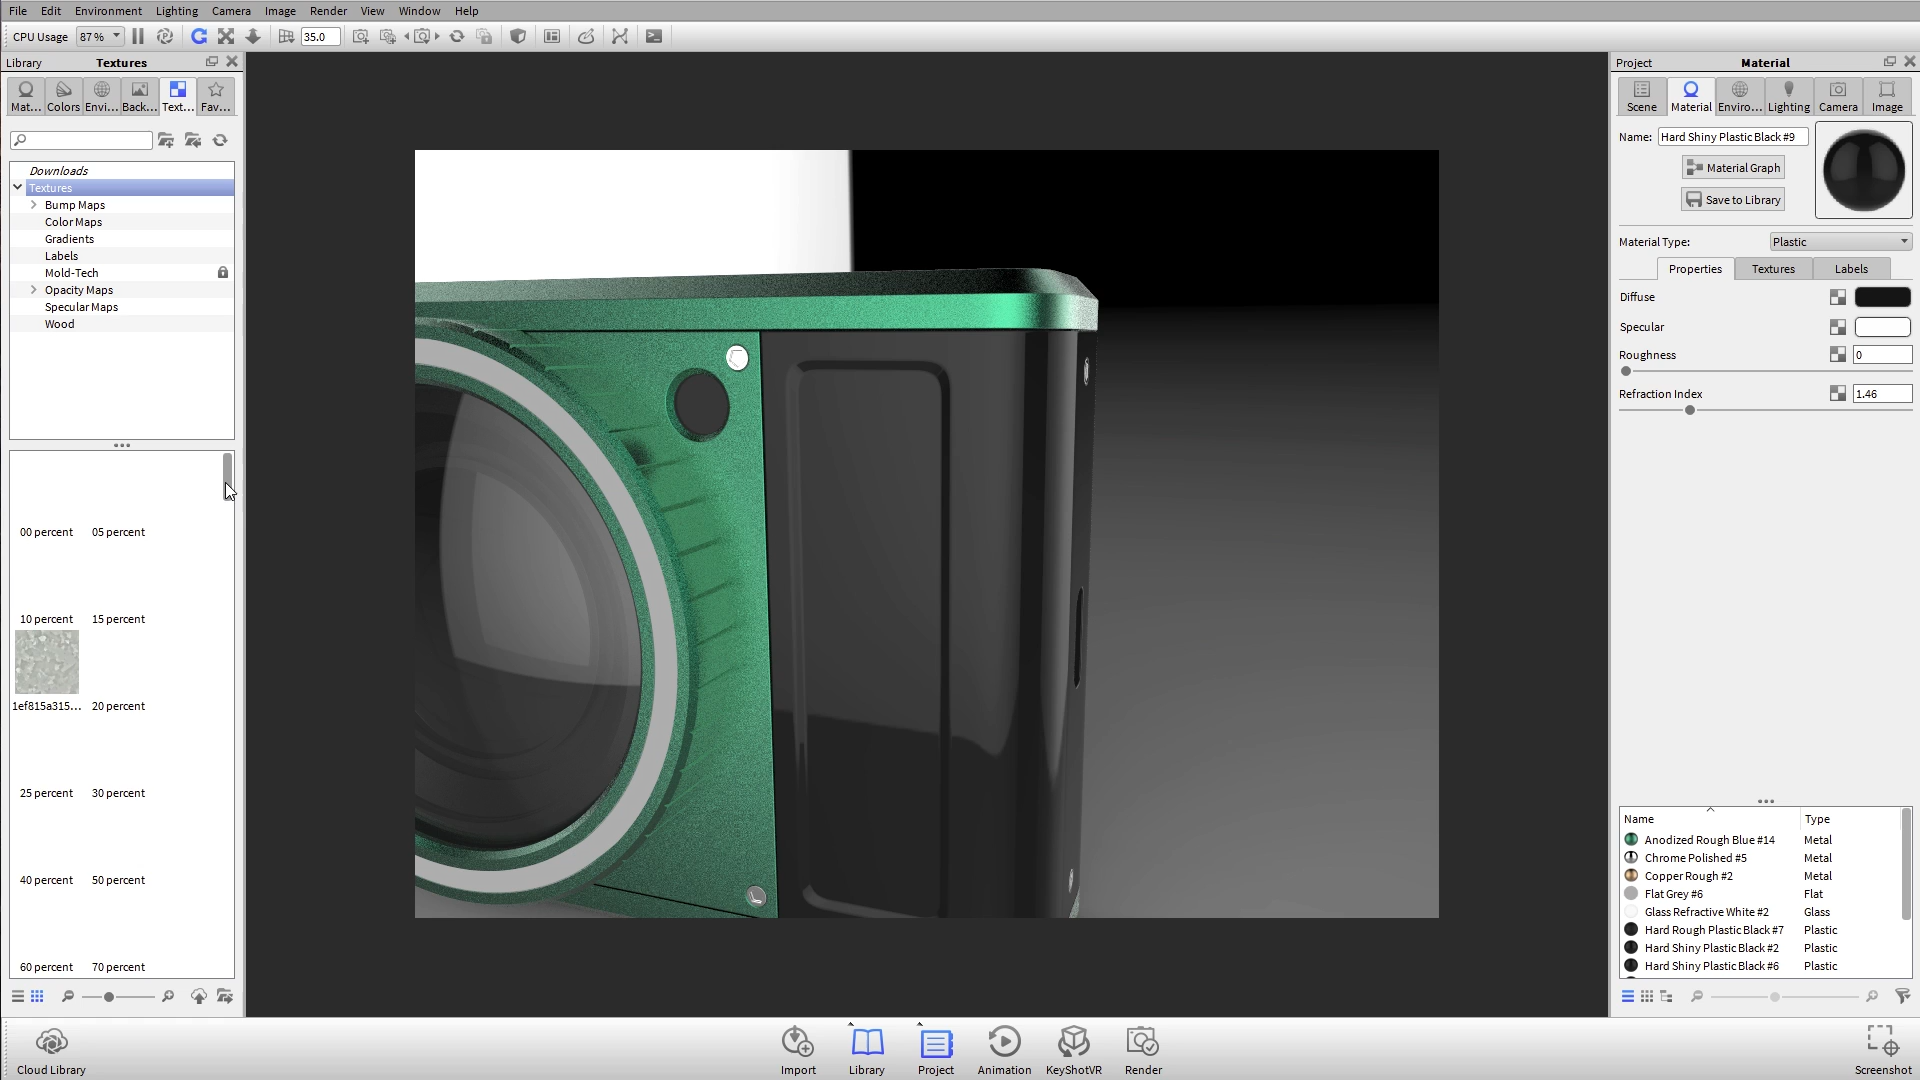 File Edit Environment Lighting Camera Image Render View Window Help
CPU Usage 87 % 35.0
Library Textures
Mat... Colors Envi... Back... Text... Fav...
Downloads
Textures
Bump Maps
Color Maps
Gradients
Labels
Mold-Tech
Opacity Maps
Specular Maps
Wood
00 percent 05 percent
10 percent 15 percent
1ef815a315... 20 percent
25 percent 30 percent
40 percent 50 percent
60 percent 70 percent
Project Material
Scene Material Enviro... Lighting Camera Image
Name: Hard Shiny Plastic Black #9
Material Graph
Save to Library
Material Type: Plastic
Properties Textures Labels
Diffuse
Specular
Roughness 0
Refraction Index 1.46
Name Type
Anodized Rough Blue #14 Metal
Chrome Polished #5 Metal
Copper Rough #2 Metal
Flat Grey #6 Flat
Glass Refractive White #2 Glass
Hard Rough Plastic Black #7 Plastic
Hard Shiny Plastic Black #2 Plastic
Hard Shiny Plastic Black #6 Plastic
Cloud Library Import Library Project Animation KeyShotVR Render Screenshot